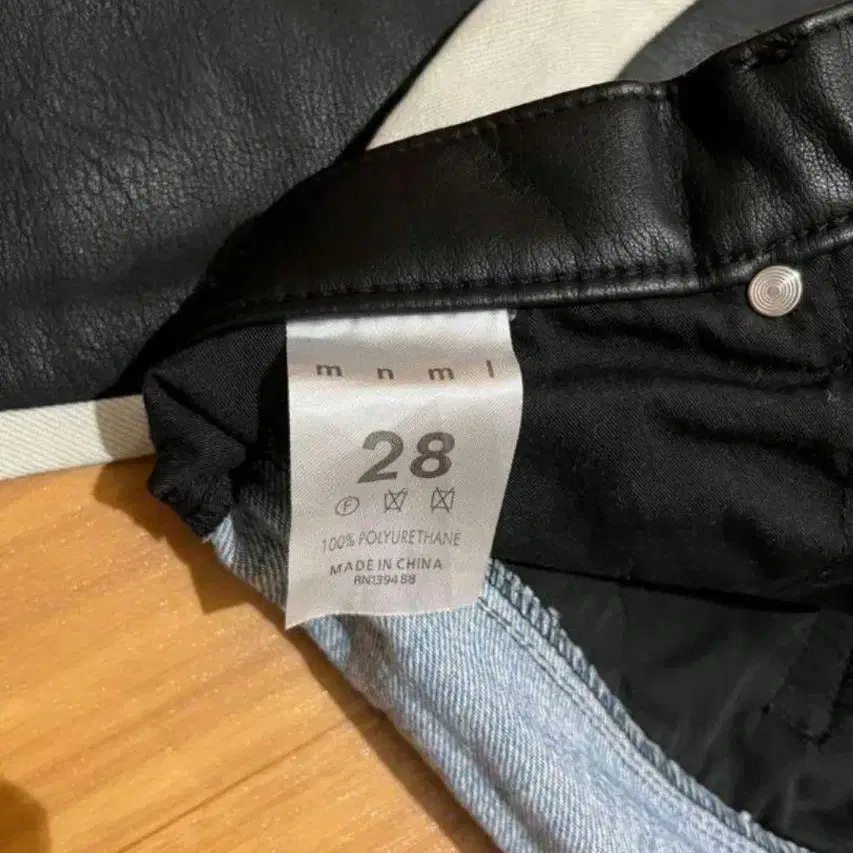 m n m l
28
F
100% POLYURETHANE
MADE IN CHINA
RN139488